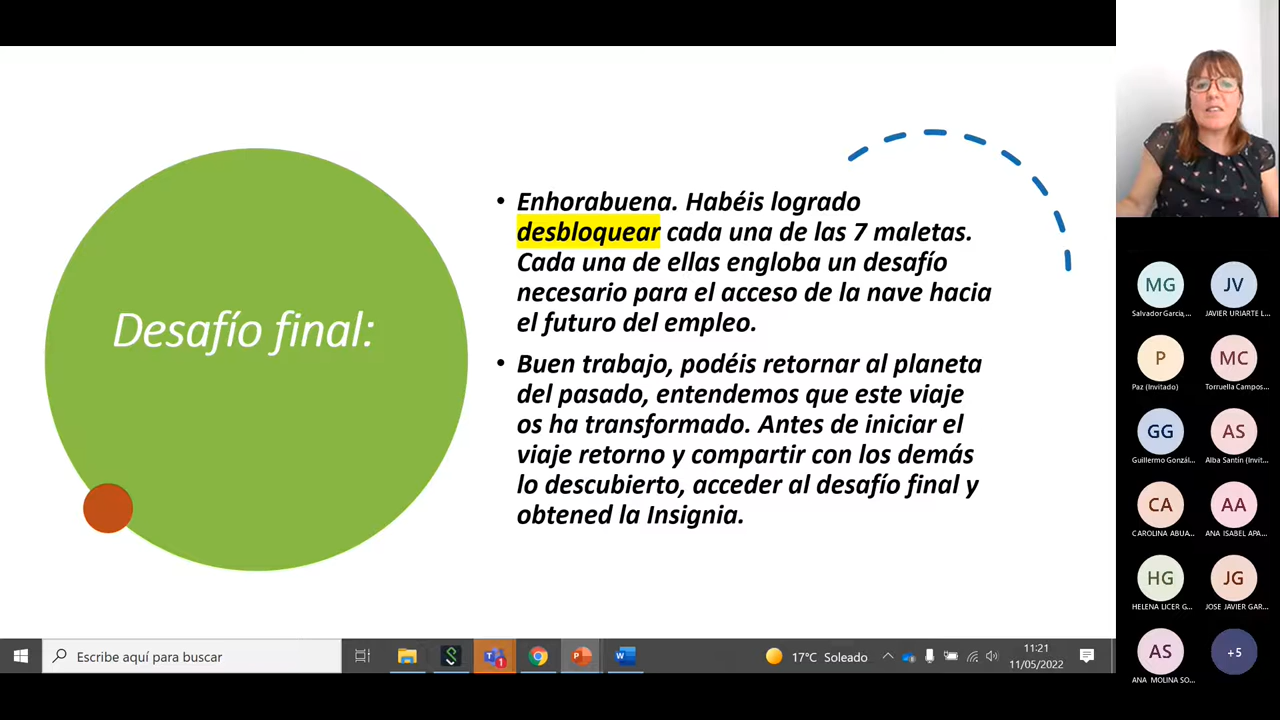 Desafío final:
• Enhorabuena. Habéis logrado
desbloquear cada una de las 7 maletas.
Cada una de ellas engloba un desafío
necesario para el acceso de la nave hacia
el futuro del empleo.
• Buen trabajo, podéis retornar al planeta
del pasado, entendemos que este viaje
os ha transformado. Antes de iniciar el
viaje retorno y compartir con los demás
lo descubierto, acceder al desafío final y
obtened la Insignia.
MG
JV
Salvador Garcia,...
JAVIER URIARTE L...
P
MC
Paz (Invitado)
Torruella Campos...
GG
AS
Guillermo Gonzál...
Alba Santin (Invit...
CA
AA
CAROLINA ABUA...
ANA ISABEL APA...
HG
JG
HELENA LICER G...
JOSE JAVIER GAR...
AS
+5
ANA MOLINA SO...
Escribe aquí para buscar
1
17°C Soleado
11:21
11/05/2022